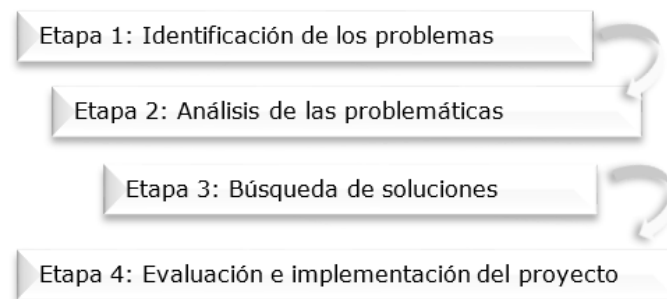 Etapa 1: Identificación de los problemas
Etapa 2: Análisis de las problemáticas
Etapa 3: Búsqueda de soluciones
Etapa 4: Evaluación e implementación del proyecto